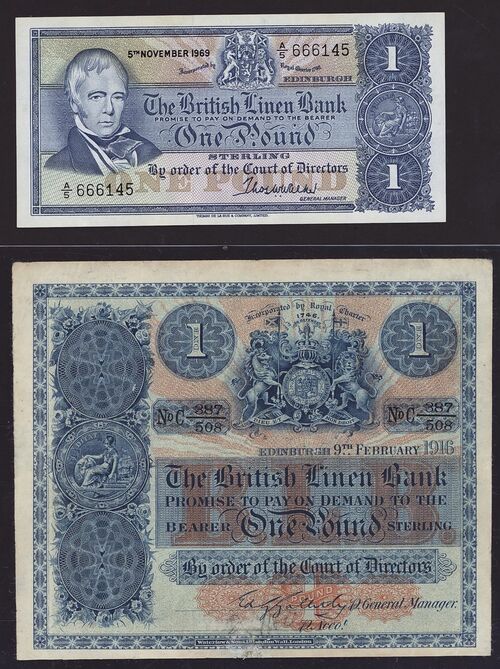 5TH NOVEMBER 1969
A/5 666145
Incorporated by Royal Charter 1746
EDINBURGH
1
The British Linen Bank
PROMISE TO PAY ON DEMAND TO THE BEARER
One Pound
STERLING
ONE POUND
By order of the Court of Directors
A/5 666145
GENERAL MANAGER
1
THOMAS DE LA RUE & COMPANY, LIMITED.
Incorporated by Royal Charter
1746.
1
1
No C 387/508
No C 387/508
EDINBURGH 9TH FEBRUARY 1916
The British Linen Bank
PROMISE TO PAY ON DEMAND TO THE
BEARER One Pound STERLING
By order of the Court of Directors
POUND
P. General Manager.
Waterlow & Sons Ld London Wall, London